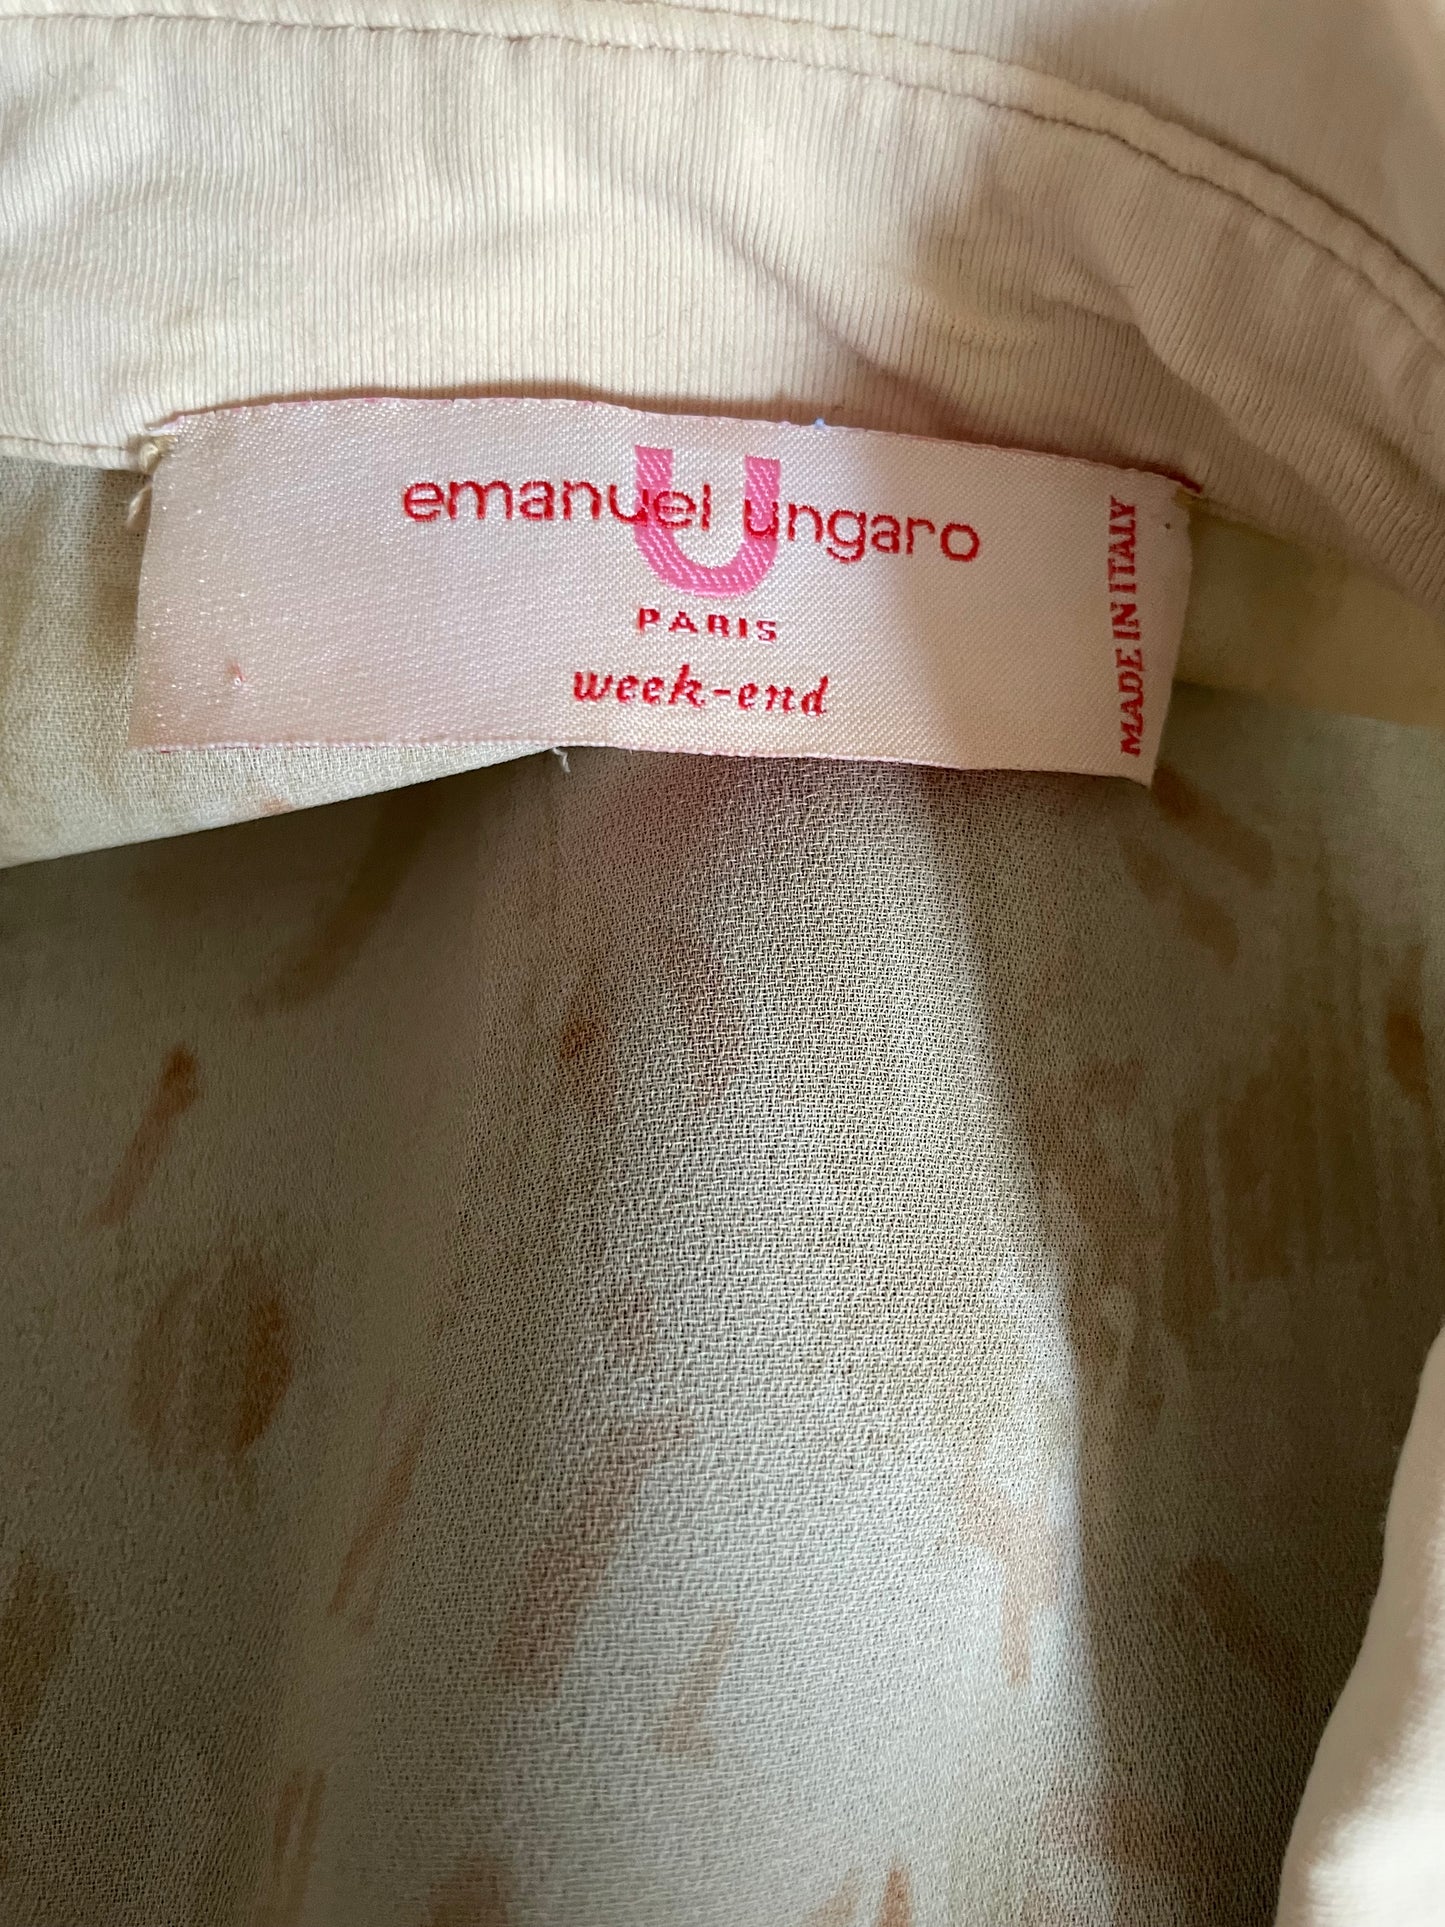 U
emanuel ungaro
PARIS
week-end
MADE IN ITALY